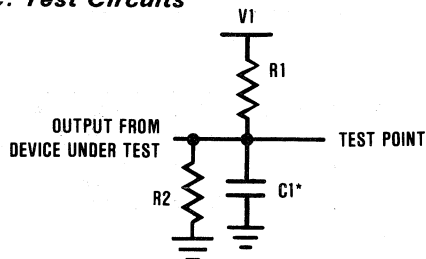 Test Circuits
V1
R1
OUTPUT FROM
DEVICE UNDER TEST
TEST POINT
R2
C1*